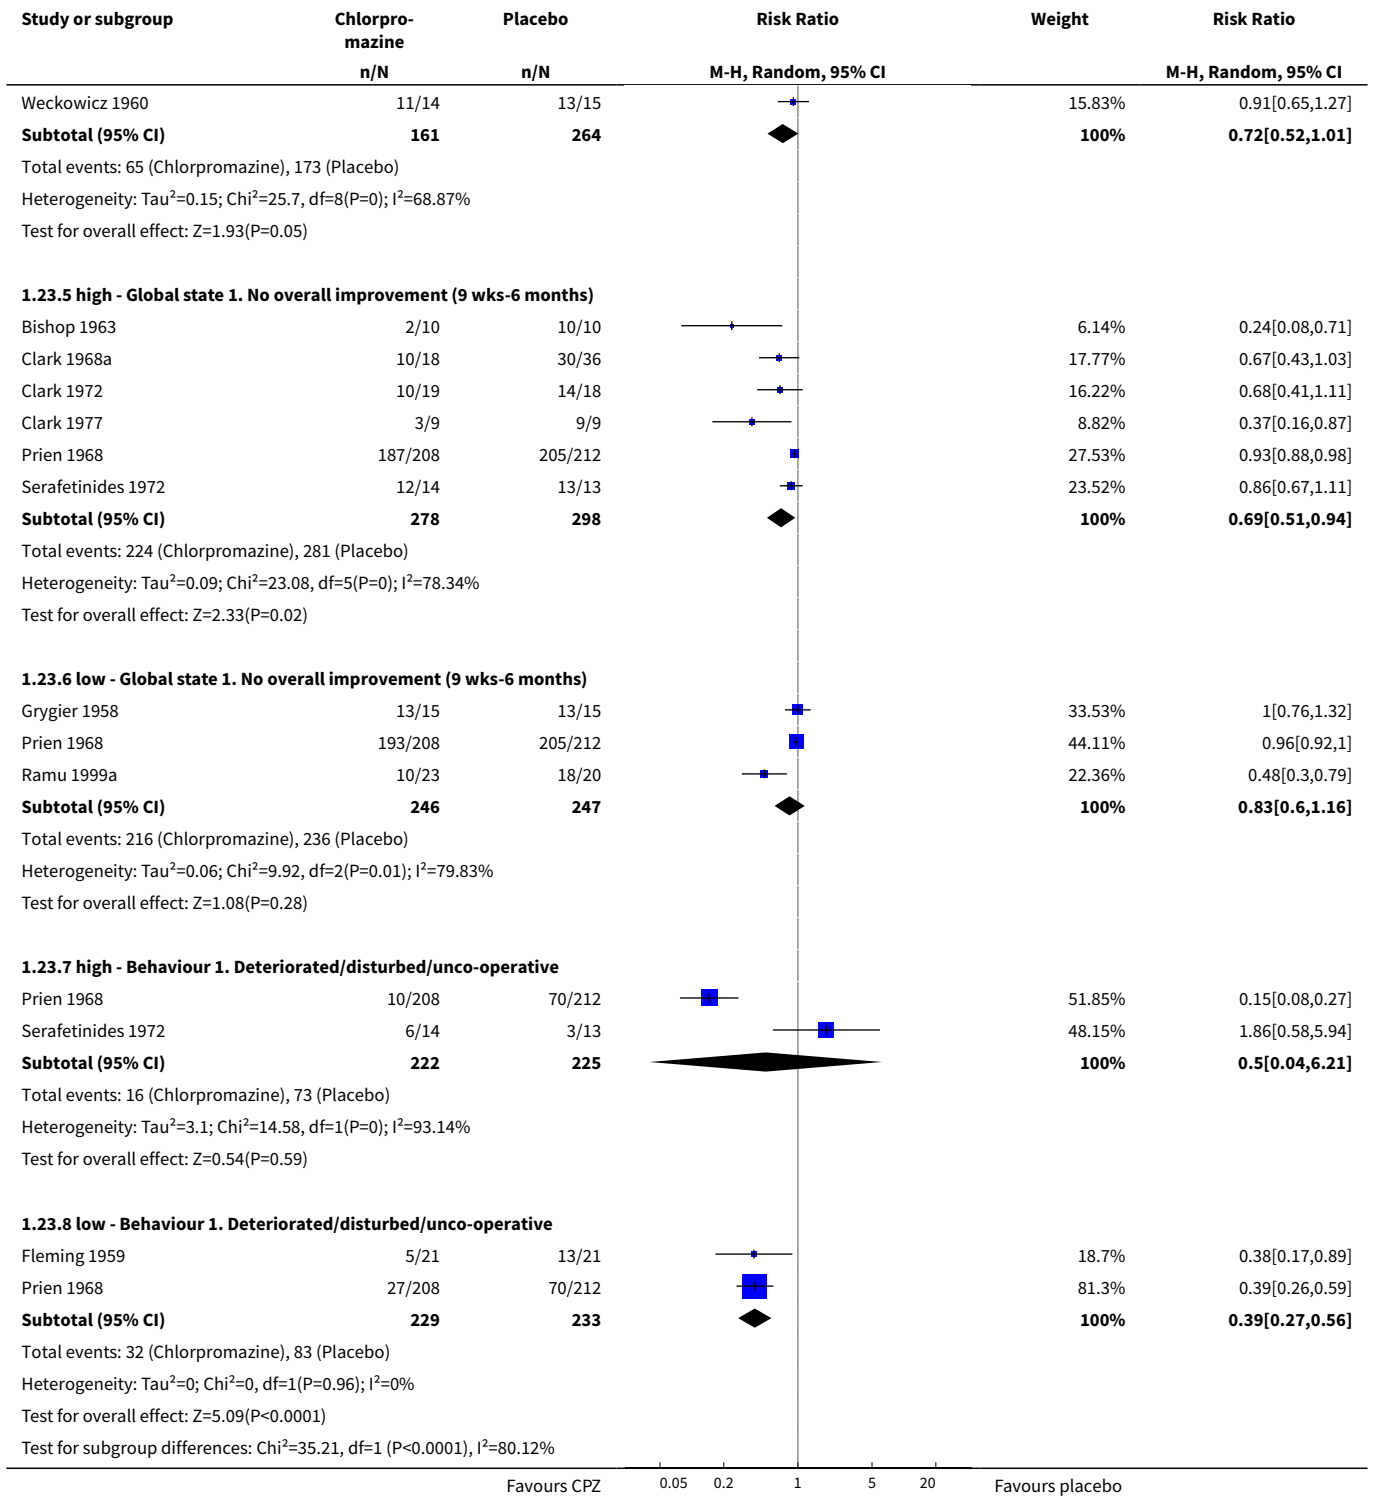 Study or subgroup Chlorpro- Placebo Risk Ratio Weight Risk Ratio
mazine
n/N n/N M-H, Random, 95% CI M-H, Random, 95% CI
Weckowicz 1960 11/14 13/15 15.83% 0.91[0.65,1.27]
Subtotal (95% CI) 161 264 100% 0.72[0.52,1.01]
Total events: 65 (Chlorpromazine), 173 (Placebo)
Heterogeneity: Tau²=0.15; Chi²=25.7, df=8(P=0); I²=68.87%
Test for overall effect: Z=1.93(P=0.05)
1.23.5 high - Global state 1. No overall improvement (9 wks-6 months)
Bishop 1963 2/10 10/10 6.14% 0.24[0.08,0.71]
Clark 1968a 10/18 30/36 17.77% 0.67[0.43,1.03]
Clark 1972 10/19 14/18 16.22% 0.68[0.41,1.11]
Clark 1977 3/9 9/9 8.82% 0.37[0.16,0.87]
Prien 1968 187/208 205/212 27.53% 0.93[0.88,0.98]
Serafetinides 1972 12/14 13/13 23.52% 0.86[0.67,1.11]
Subtotal (95% CI) 278 298 100% 0.69[0.51,0.94]
Total events: 224 (Chlorpromazine), 281 (Placebo)
Heterogeneity: Tau²=0.09; Chi²=23.08, df=5(P=0); I²=78.34%
Test for overall effect: Z=2.33(P=0.02)
1.23.6 low - Global state 1. No overall improvement (9 wks-6 months)
Grygier 1958 13/15 13/15 33.53% 1[0.76,1.32]
Prien 1968 193/208 205/212 44.11% 0.96[0.92,1]
Ramu 1999a 10/23 18/20 22.36% 0.48[0.3,0.79]
Subtotal (95% CI) 246 247 100% 0.83[0.6,1.16]
Total events: 216 (Chlorpromazine), 236 (Placebo)
Heterogeneity: Tau²=0.06; Chi²=9.92, df=2(P=0.01); I²=79.83%
Test for overall effect: Z=1.08(P=0.28)
1.23.7 high - Behaviour 1. Deteriorated/disturbed/unco-operative
Prien 1968 10/208 70/212 51.85% 0.15[0.08,0.27]
Serafetinides 1972 6/14 3/13 48.15% 1.86[0.58,5.94]
Subtotal (95% CI) 222 225 100% 0.5[0.04,6.21]
Total events: 16 (Chlorpromazine), 73 (Placebo)
Heterogeneity: Tau²=3.1; Chi²=14.58, df=1(P=0); I²=93.14%
Test for overall effect: Z=0.54(P=0.59)
1.23.8 low - Behaviour 1. Deteriorated/disturbed/unco-operative
Fleming 1959 5/21 13/21 18.7% 0.38[0.17,0.89]
Prien 1968 27/208 70/212 81.3% 0.39[0.26,0.59]
Subtotal (95% CI) 229 233 100% 0.39[0.27,0.56]
Total events: 32 (Chlorpromazine), 83 (Placebo)
Heterogeneity: Tau²=0; Chi²=0, df=1(P=0.96); I²=0%
Test for overall effect: Z=5.09(P<0.0001)
Test for subgroup differences: Chi²=35.21, df=1 (P<0.0001), I²=80.12%
Favours CPZ 0.05 0.2 1 5 20 Favours placebo